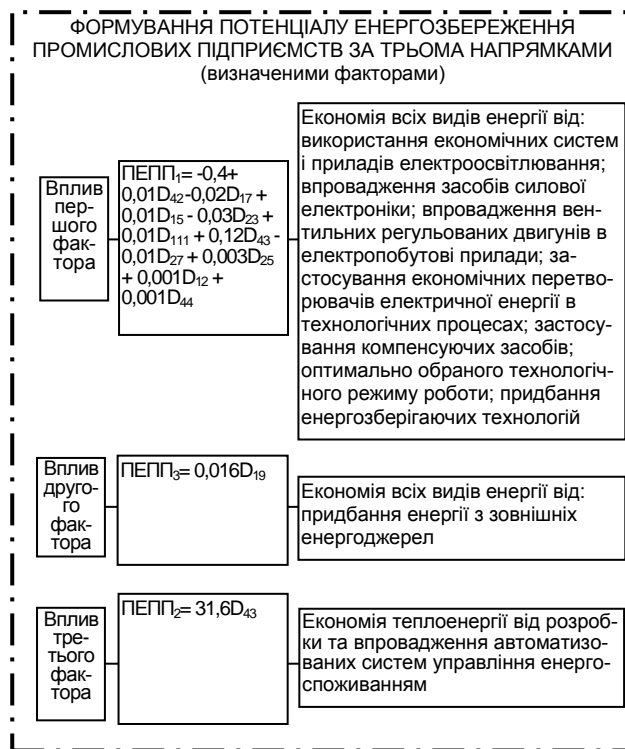 ФОРМУВАННЯ ПОТЕНЦІАЛУ ЕНЕРГОЗБЕРЕЖЕННЯ
ПРОМИСЛОВИХ ПІДПРИЄМСТВ ЗА ТРЬОМА НАПРЯМКАМИ
(визначеними факторами)
Вплив
пер-
шого
фак-
тора
ПЕПП₁= -0,4+
0,01D₄₂-0,02D₁₇ +
0,01D₁₅ - 0,03D₂₃ +
0,01D₁₁₁ + 0,12D₄₃ -
0,01D₂₇ + 0,003D₂₅
+ 0,001D₁₂ +
0,001D₄₄
Економія всіх видів енергії від:
використання економічних систем
і приладів електроосвітлювання;
впровадження засобів силової
електроніки; впровадження вен-
тильних регульованих двигунів в
електропобутові прилади; за-
стосування економічних перетво-
рювачів електричної енергії в
технологічних процесах; застосу-
вання компенсуючих засобів;
оптимально обраного технологіч-
ного режиму роботи; придбання
енергозберігаючих технологій
Вплив
друго-
го
фак-
тора
ПЕПП₃= 0,016D₁₉
Економія всіх видів енергії від:
придбання енергії з зовнішніх
енергоджерел
Вплив
тре-
тього
фак-
тора
ПЕПП₂= 31,6D₄₃
Економія теплоенергії від розроб-
ки та впровадження автоматизо-
ваних систем управління енерго-
споживанням